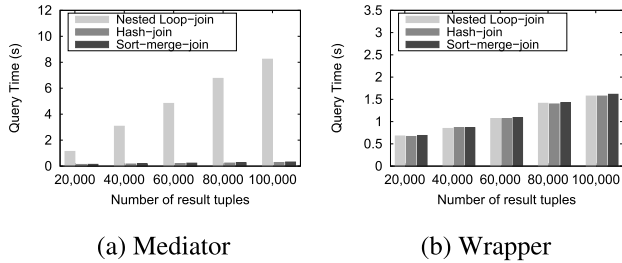 12
10
8
6
4
2
0
Query Time (s)
Nested Loop−join
Hash−join
Sort−merge−join
20,000 40,000 60,000 80,000 100,000
Number of result tuples
(a) Mediator
3.5
3
2.5
2
1.5
1
0.5
0
Query Time (s)
Nested Loop−join
Hash−join
Sort−merge−join
20,000 40,000 60,000 80,000 100,000
Number of result tuples
(b) Wrapper